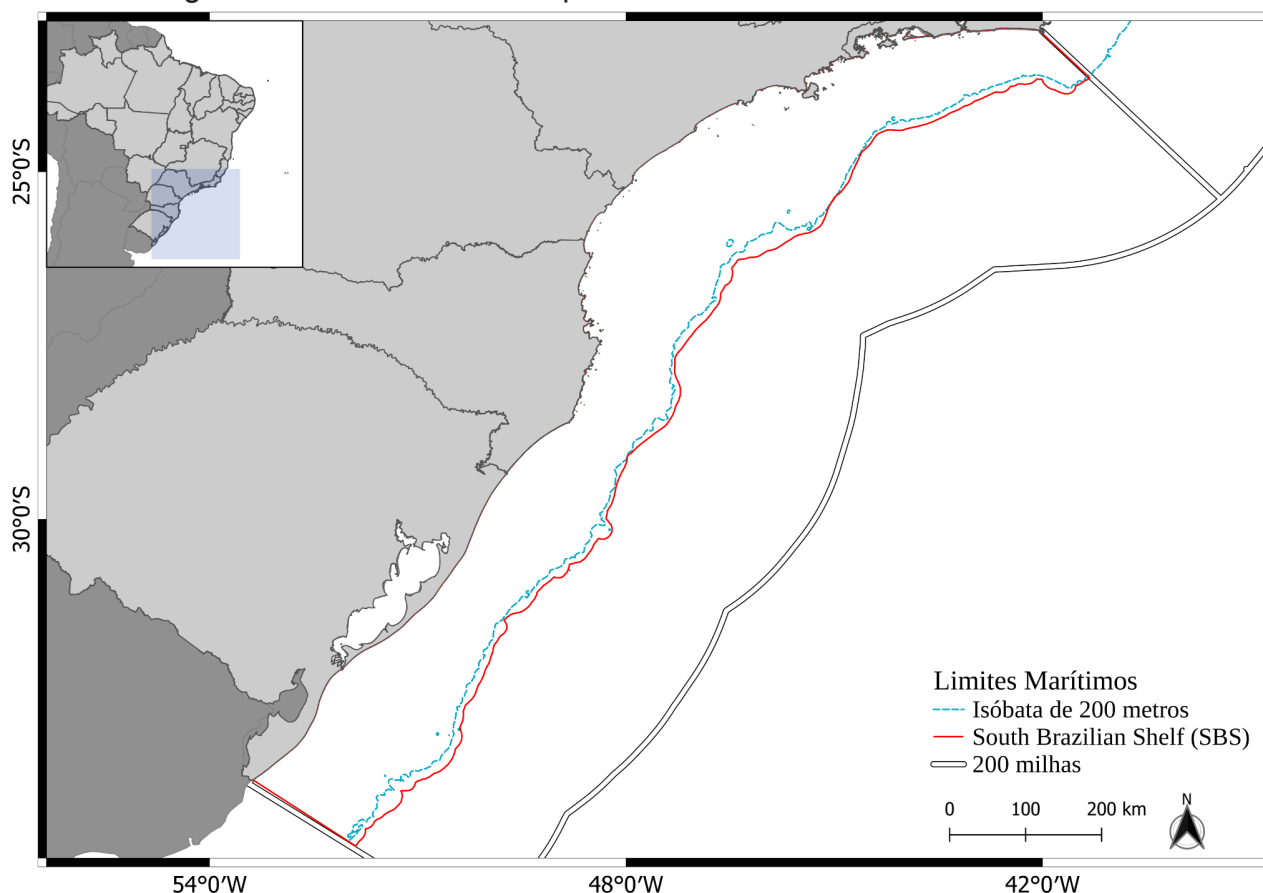 25°0'S
30°0'S
Limites Marítimos
Isóbata de 200 metros
South Brazilian Shelf (SBS)
200 milhas
0 100 200 km
N
54°0'W 48°0'W 42°0'W